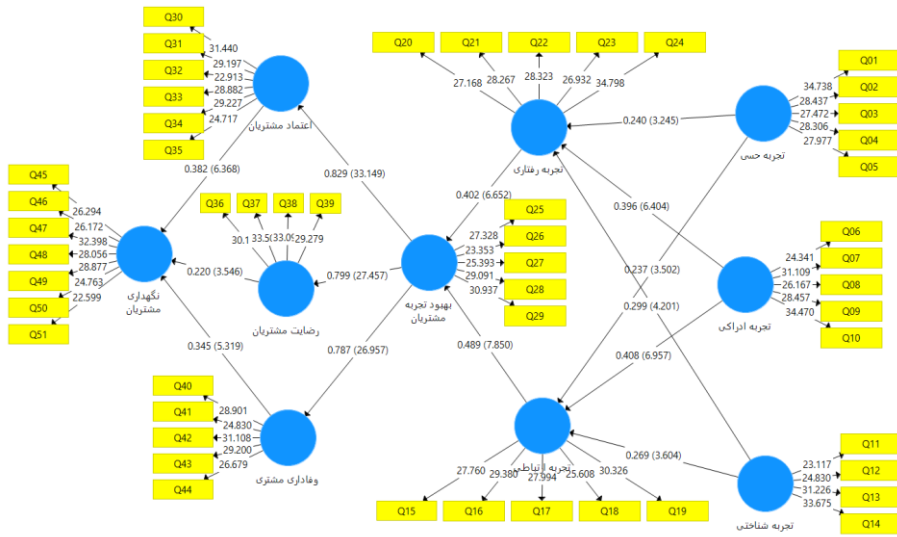 Q30
Q31
Q32
Q33
Q34
Q35
31.440
29.197
22.913
28.882
29.227
24.717
اعتماد مشتریان
Q20
Q21
Q22
Q23
Q24
27.168
28.267
28.323
26.932
34.798
تجربه رفتاری
Q01
Q02
Q03
Q04
Q05
34.738
28.437
27.472
28.306
27.977
تجربه حسی
0.240 (3.245)
0.382 (6.368)
0.829 (33.149)
0.402 (6.652)
0.396 (6.404)
Q45
Q46
Q47
Q48
Q49
Q50
Q51
26.294
26.172
32.398
28.056
28.877
24.763
22.599
نگهداری
مشتریان
Q36
Q37
Q38
Q39
30.1
33.5
29.279
رضایت مشتریان
0.220 (3.546)
0.799 (27.457)
Q25
Q26
Q27
Q28
Q29
27.328
23.353
25.393
29.091
30.937
بهبود تجربه
مشتریان
0.237 (3.502)
0.299 (4.201)
Q06
Q07
Q08
Q09
Q10
24.341
31.109
26.167
28.457
34.470
تجربه ادراکی
0.345 (5.319)
0.787 (26.957)
0.489 (7.850)
0.408 (6.957)
Q40
Q41
Q42
Q43
Q44
28.901
24.830
31.108
29.200
26.679
وفاداری مشتری
تجربه ارتباطی
27.760
29.380
27.994
25.608
30.326
Q15
Q16
Q17
Q18
Q19
0.269 (3.604)
Q11
Q12
Q13
Q14
23.117
24.830
31.226
33.675
تجربه شناختی